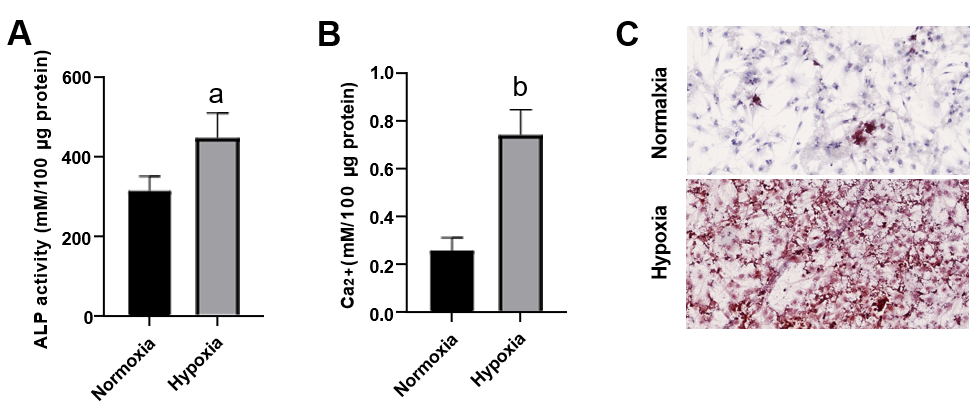 A
ALP activity (mM/100 µg protein)
600
400
200
0
a
Normoxia
Hypoxia
B
Ca2+(mM/100 µg protein)
1.0
0.8
0.6
0.4
0.2
0.0
b
Normoxia
Hypoxia
C
Normalxia
Hypoxia